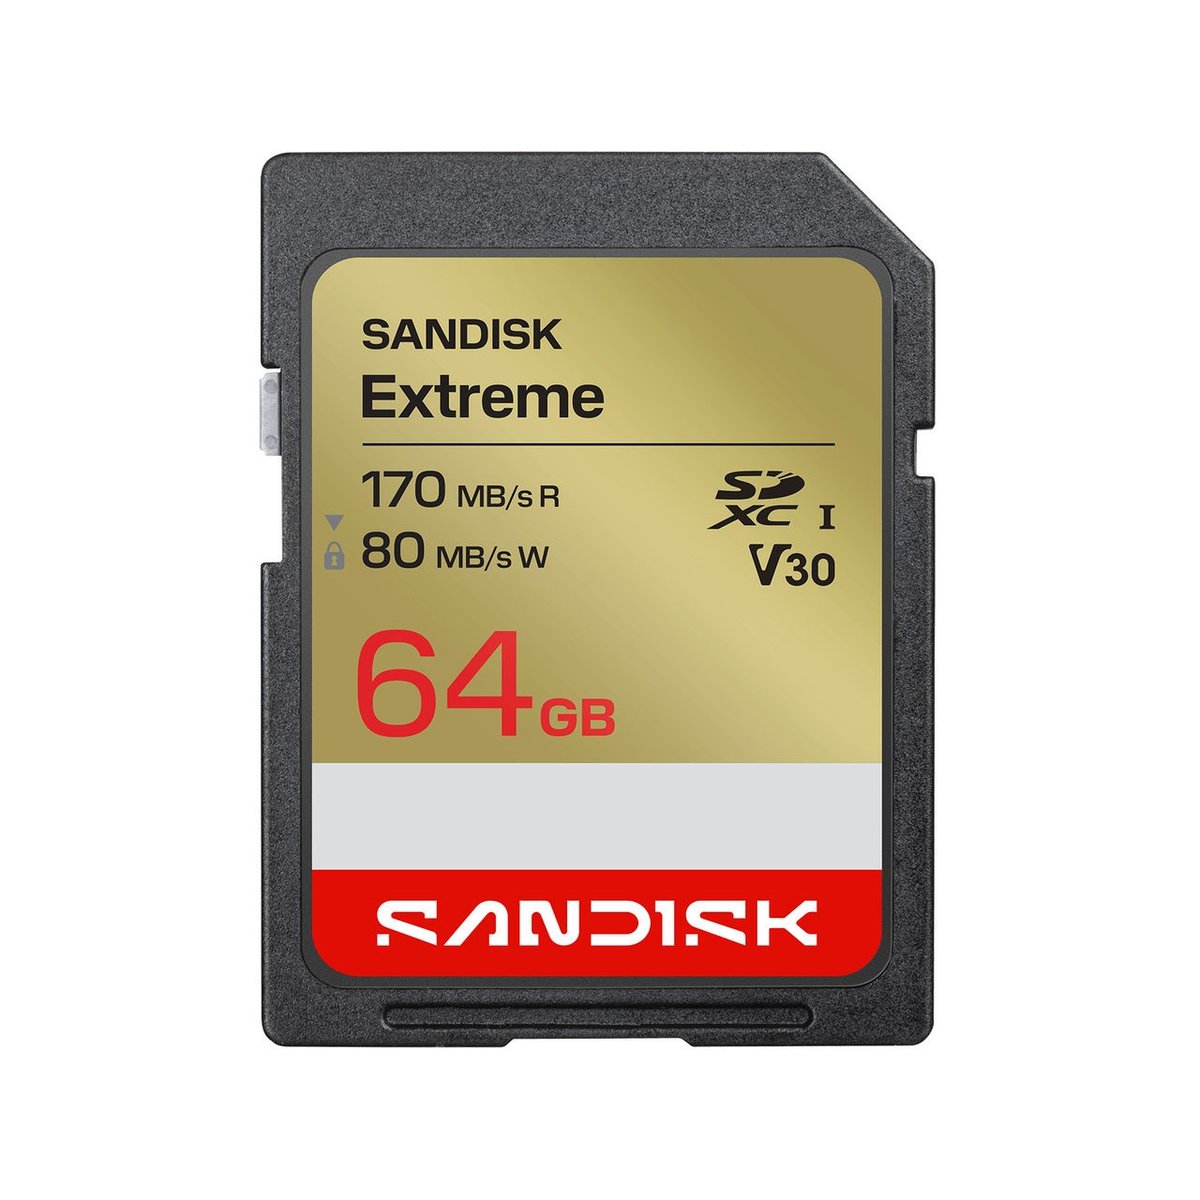 SANDISK
Extreme
170 MB/s R
80 MB/s W
SD
XC I
V30
64GB
SANDISK